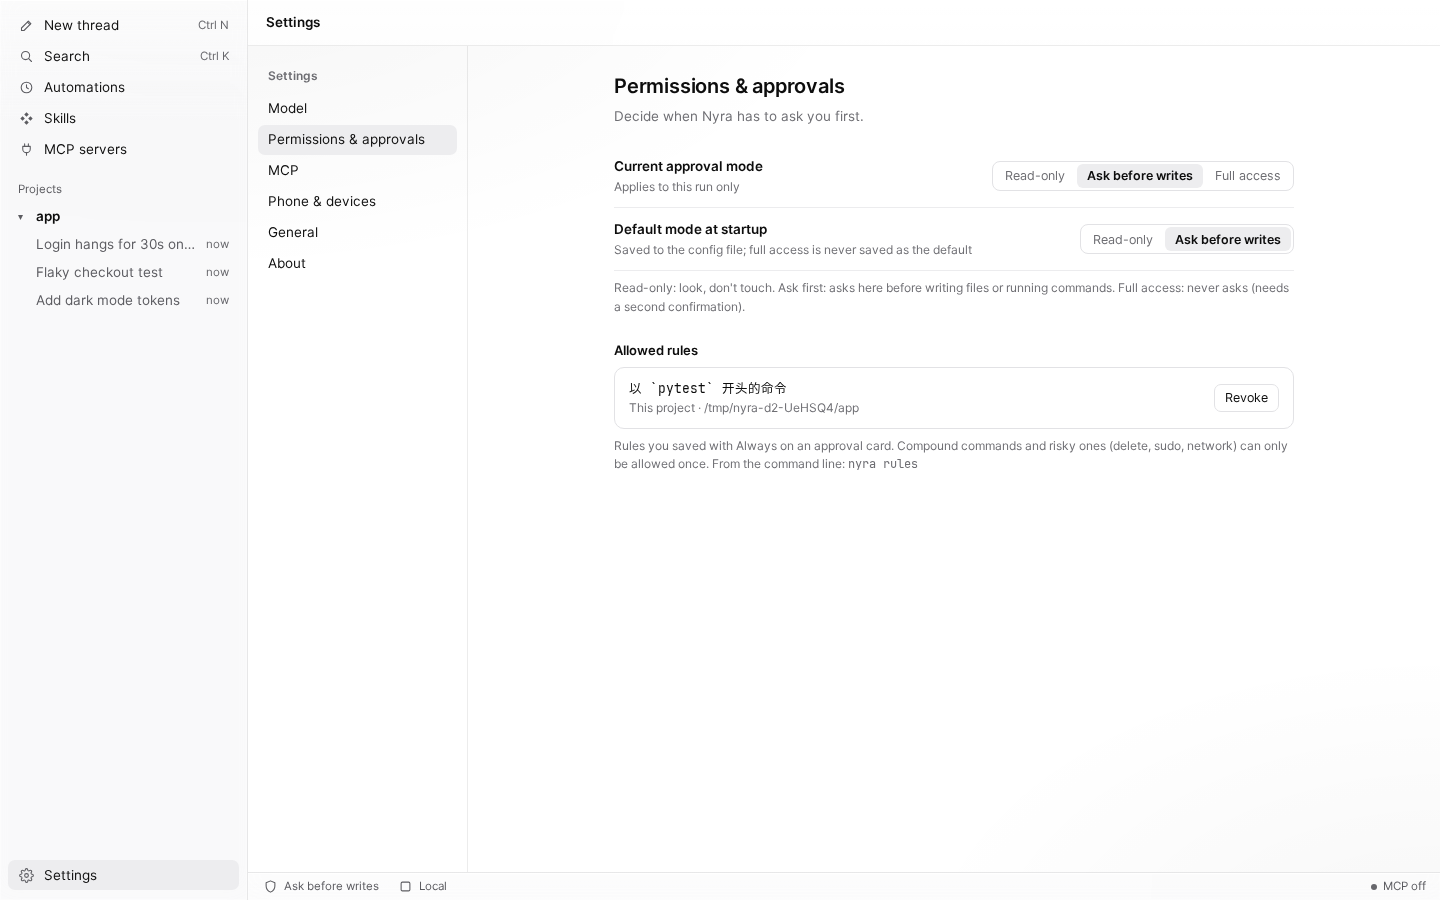 New thread Ctrl N
Search Ctrl K
Automations
Skills
MCP servers
Projects
app
Login hangs for 30s on... now
Flaky checkout test now
Add dark mode tokens now
Settings
Settings
Settings
Model
Permissions & approvals
MCP
Phone & devices
General
About
Permissions & approvals
Decide when Nyra has to ask you first.
Current approval mode
Applies to this run only
Read-only Ask before writes Full access
Default mode at startup
Saved to the config file; full access is never saved as the default
Read-only Ask before writes
Read-only: look, don't touch. Ask first: asks here before writing files or running commands. Full access: never asks (needs
a second confirmation).
Allowed rules
以 `pytest` 开头的命令
This project · /tmp/nyra-d2-UeHSQ4/app
Revoke
Rules you saved with Always on an approval card. Compound commands and risky ones (delete, sudo, network) can only
be allowed once. From the command line: nyra rules
Ask before writes Local MCP off